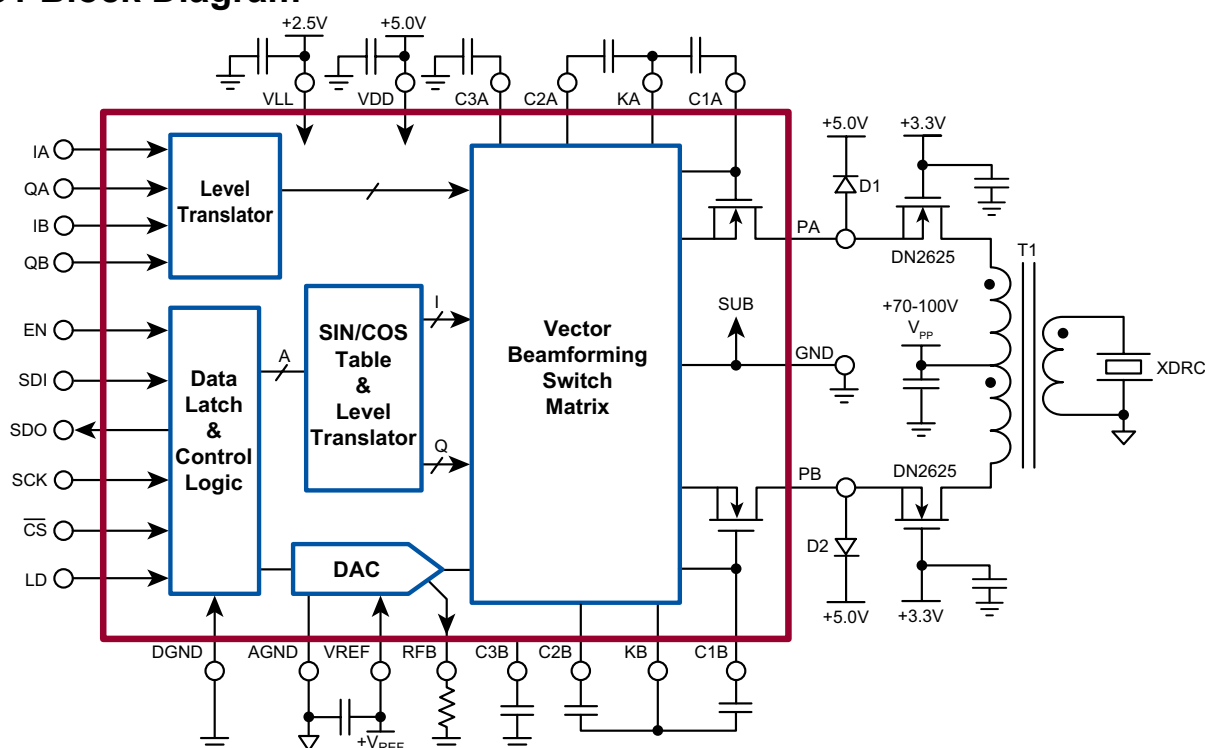 Block Diagram
+2.5V
+5.0V
VLL
VDD
C3A
C2A
KA
C1A
+5.0V
+3.3V
IA
QA
IB
QB
Level
Translator
D1
PA
DN2625
T1
EN
SDI
SDO
SCK
CS
LD
Data
Latch
&
Control
Logic
A
SIN/COS
Table
&
Level
Translator
I
Q
Vector
Beamforming
Switch
Matrix
SUB
GND
+70-100V
VPP
XDRC
DAC
PB
DN2625
D2
+5.0V
+3.3V
DGND
AGND
VREF
RFB
C3B
C2B
KB
C1B
+VREF